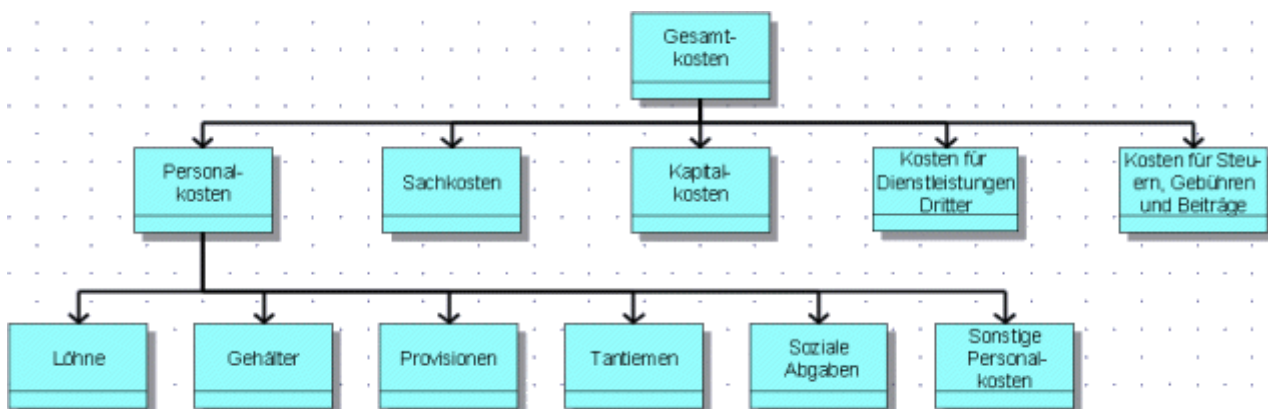 Gesamt-
kosten
Personal-
kosten
Sachkosten
Kapital-
kosten
Kosten für
Dienstleistungen
Dritter
Kosten für Steu-
ern, Gebühren
und Beiträge
Löhne
Gehälter
Provisionen
Tantiemen
Soziale
Abgaben
Sonstige
Personal-
kosten